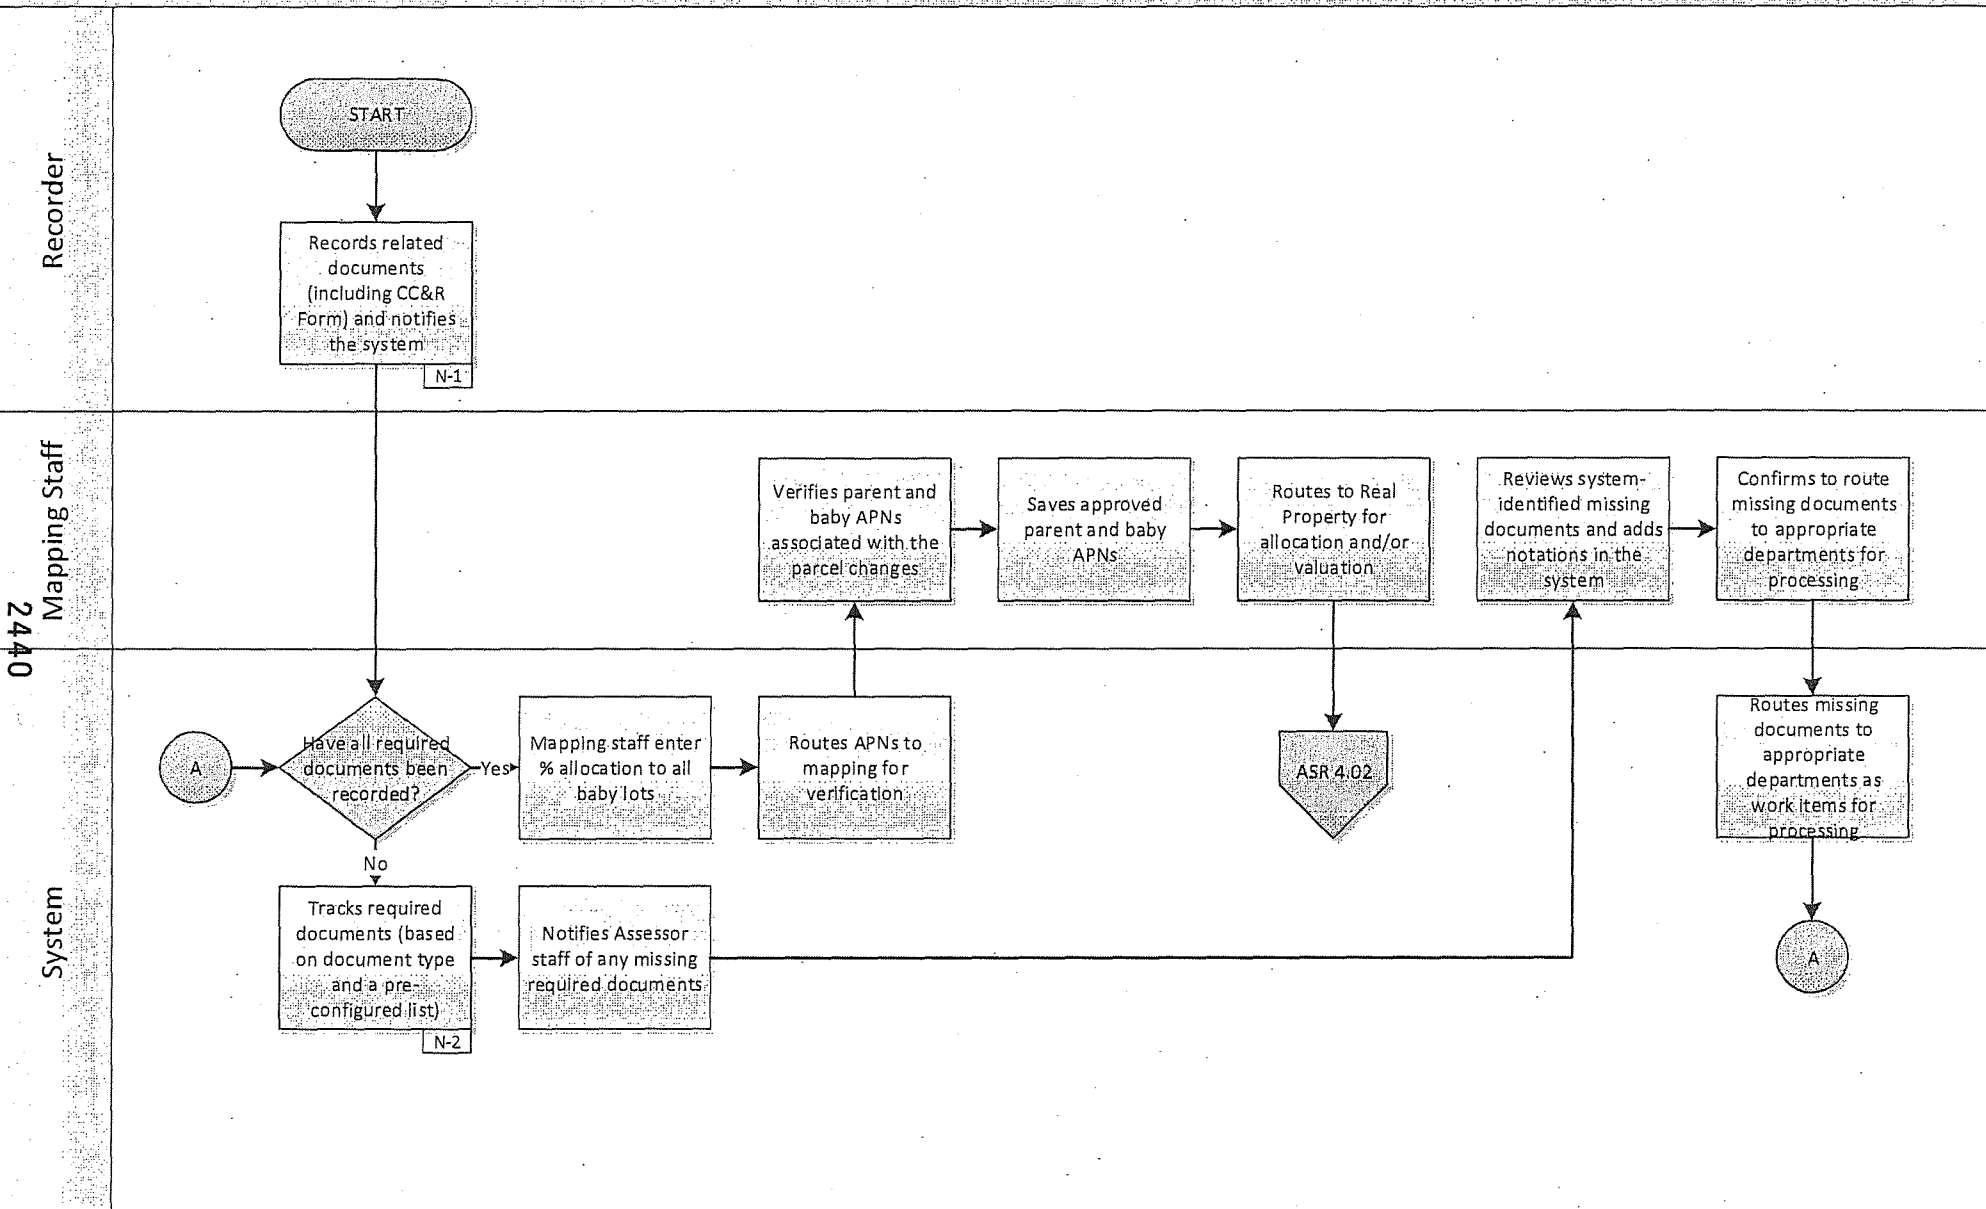 Recorder
START
Records related
documents
(including CC&R
Form) and notifies
the system
N-1
Mapping Staff
2440
Verifies parent and
baby APNs
associated with the
parcel changes
Saves approved
parent and baby
APNs
Routes to Real
Property for
allocation and/or
valuation
Reviews system-
identified missing
documents and adds
notations in the
system
Confirms to route
missing documents
to appropriate
departments for
processing
System
A
Have all required
documents been
recorded?
Yes
Mapping staff enter
% allocation to all
baby lots
Routes APNs to
mapping for
verification
ASR 4.02
Routes missing
documents to
appropriate
departments as
work items for
processing
No
Tracks required
documents (based
on document type
and a pre-
configured list)
N-2
Notifies Assessor
staff of any missing
required documents
A